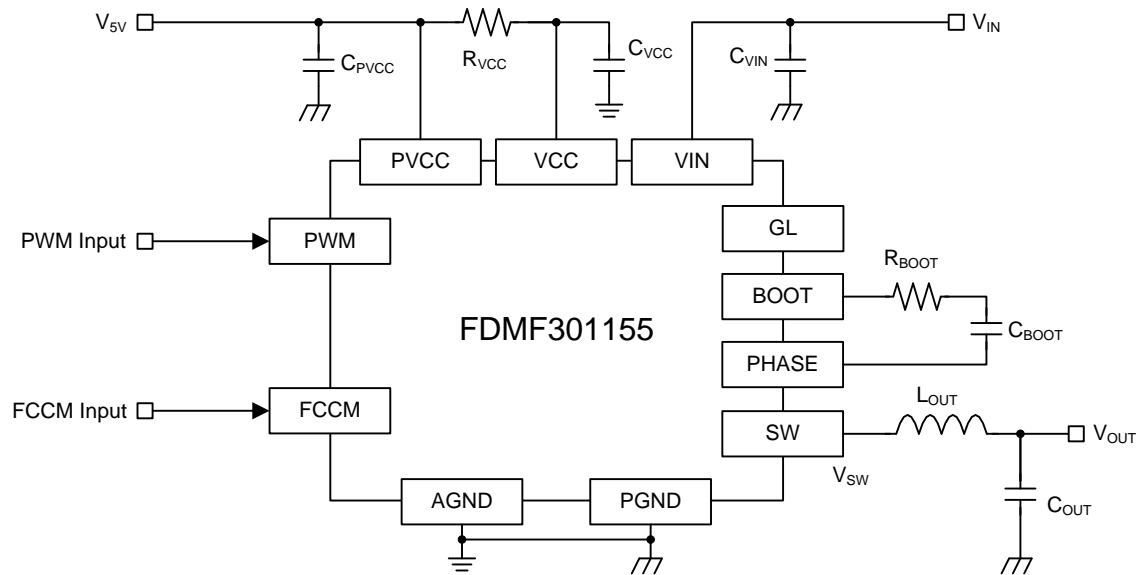 V5V
RVCC
CPVCC
CVCC
CVIN
VIN
PVCC
VCC
VIN
PWM Input
PWM
GL
BOOT
RBOOT
CBOOT
FDMF301155
PHASE
FCCM Input
FCCM
SW
LOUT
VOUT
VSW
COUT
AGND
PGND